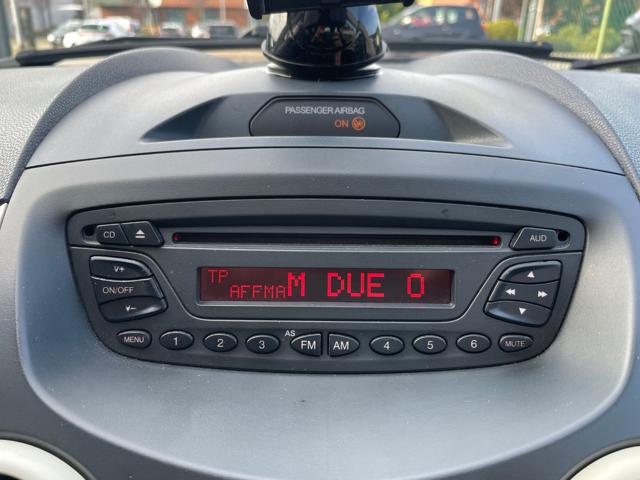 PASSENGER AIRBAG
ON
CD
AUD
V+
ON/OFF
V-
TP
AFFMA M DUE O
MENU 1 2 3 AS FM AM 4 5 6 MUTE